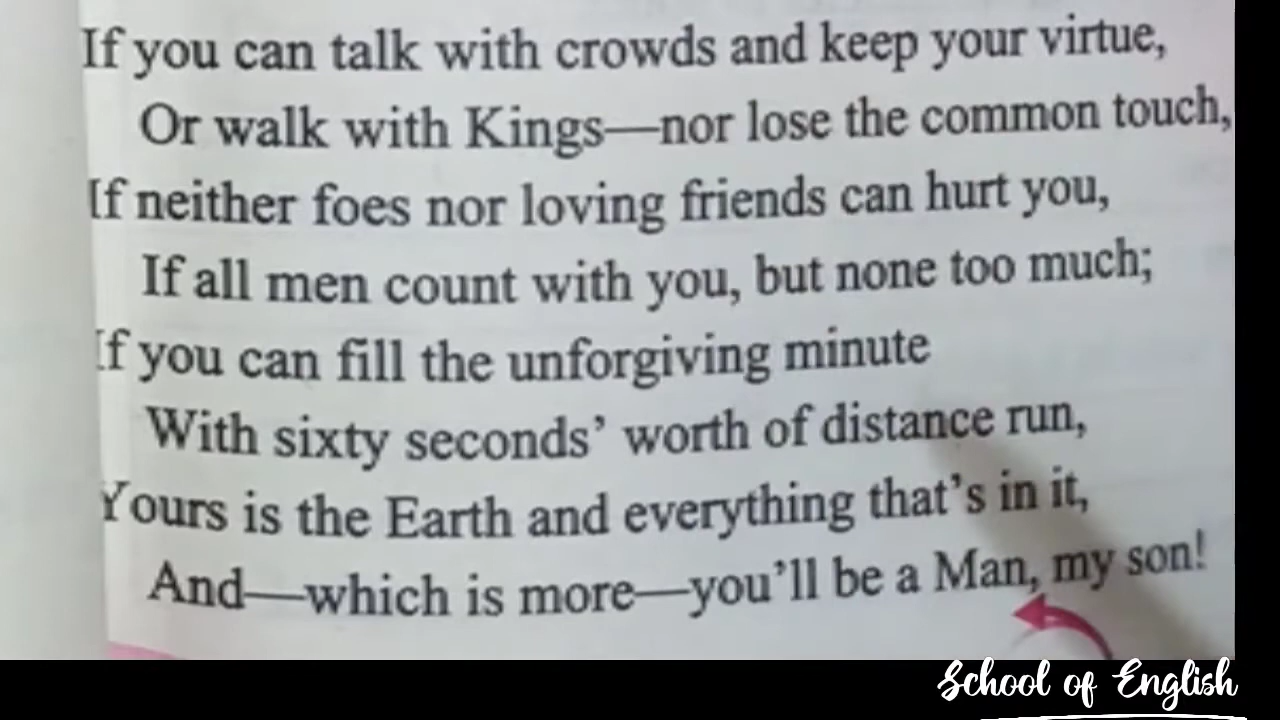 If you can talk with crowds and keep your virtue,
Or walk with Kings—nor lose the common touch,
If neither foes nor loving friends can hurt you,
If all men count with you, but none too much;
If you can fill the unforgiving minute
With sixty seconds’ worth of distance run,
Yours is the Earth and everything that’s in it,
And—which is more—you’ll be a Man, my son!
School of English